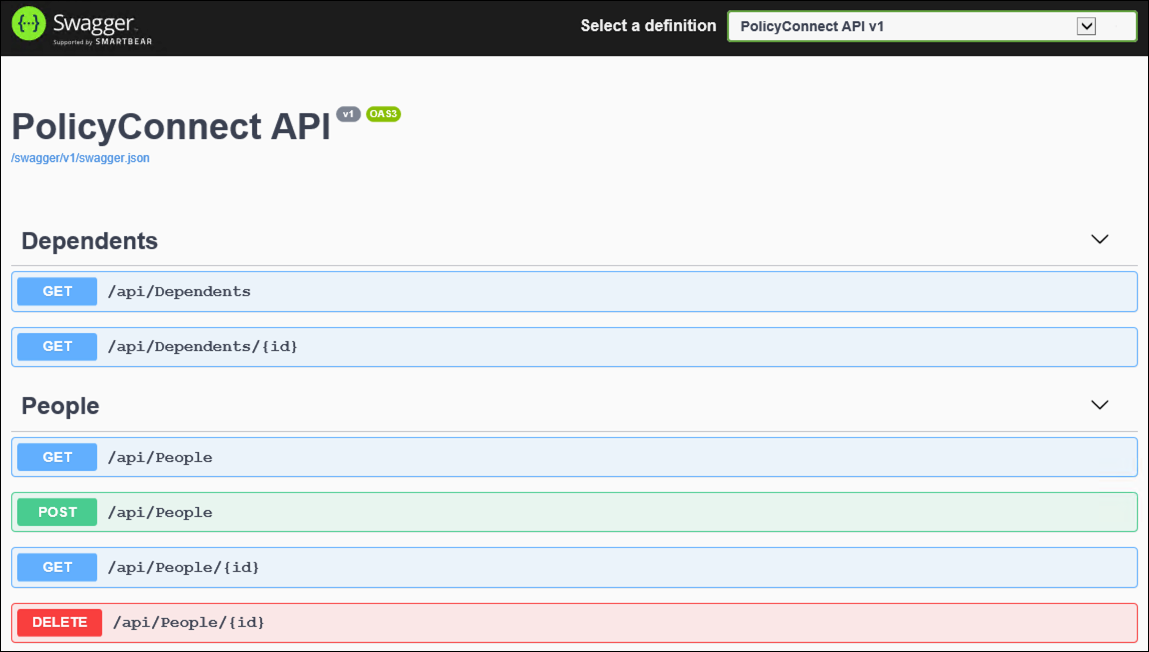 {···} Swagger
Supported by SMARTBEAR
Select a definition
PolicyConnect API v1
PolicyConnect API v1 OAS3
/swagger/v1/swagger.json
Dependents
GET /api/Dependents
GET /api/Dependents/{id}
People
GET /api/People
POST /api/People
GET /api/People/{id}
DELETE /api/People/{id}